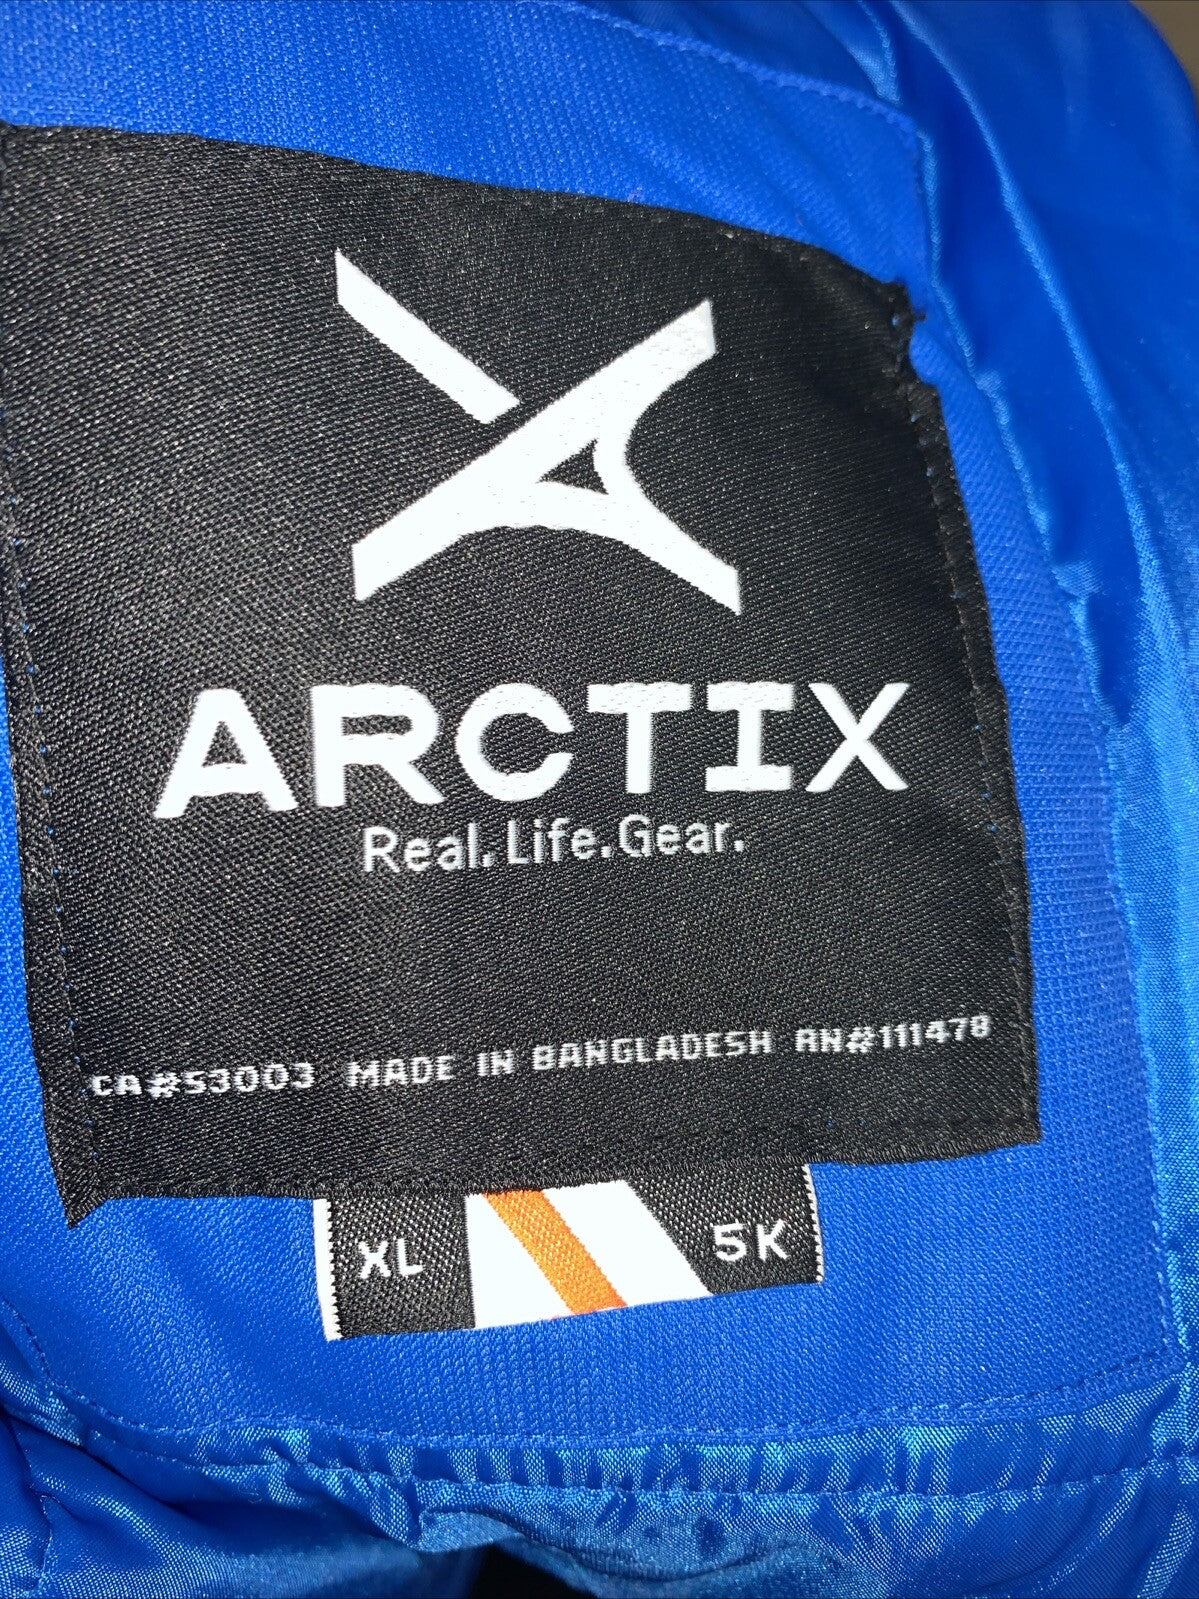 ARCTIX
Real.Life.Gear.
CA#53003 MADE IN BANGLADESH RN#111478
XL 5K